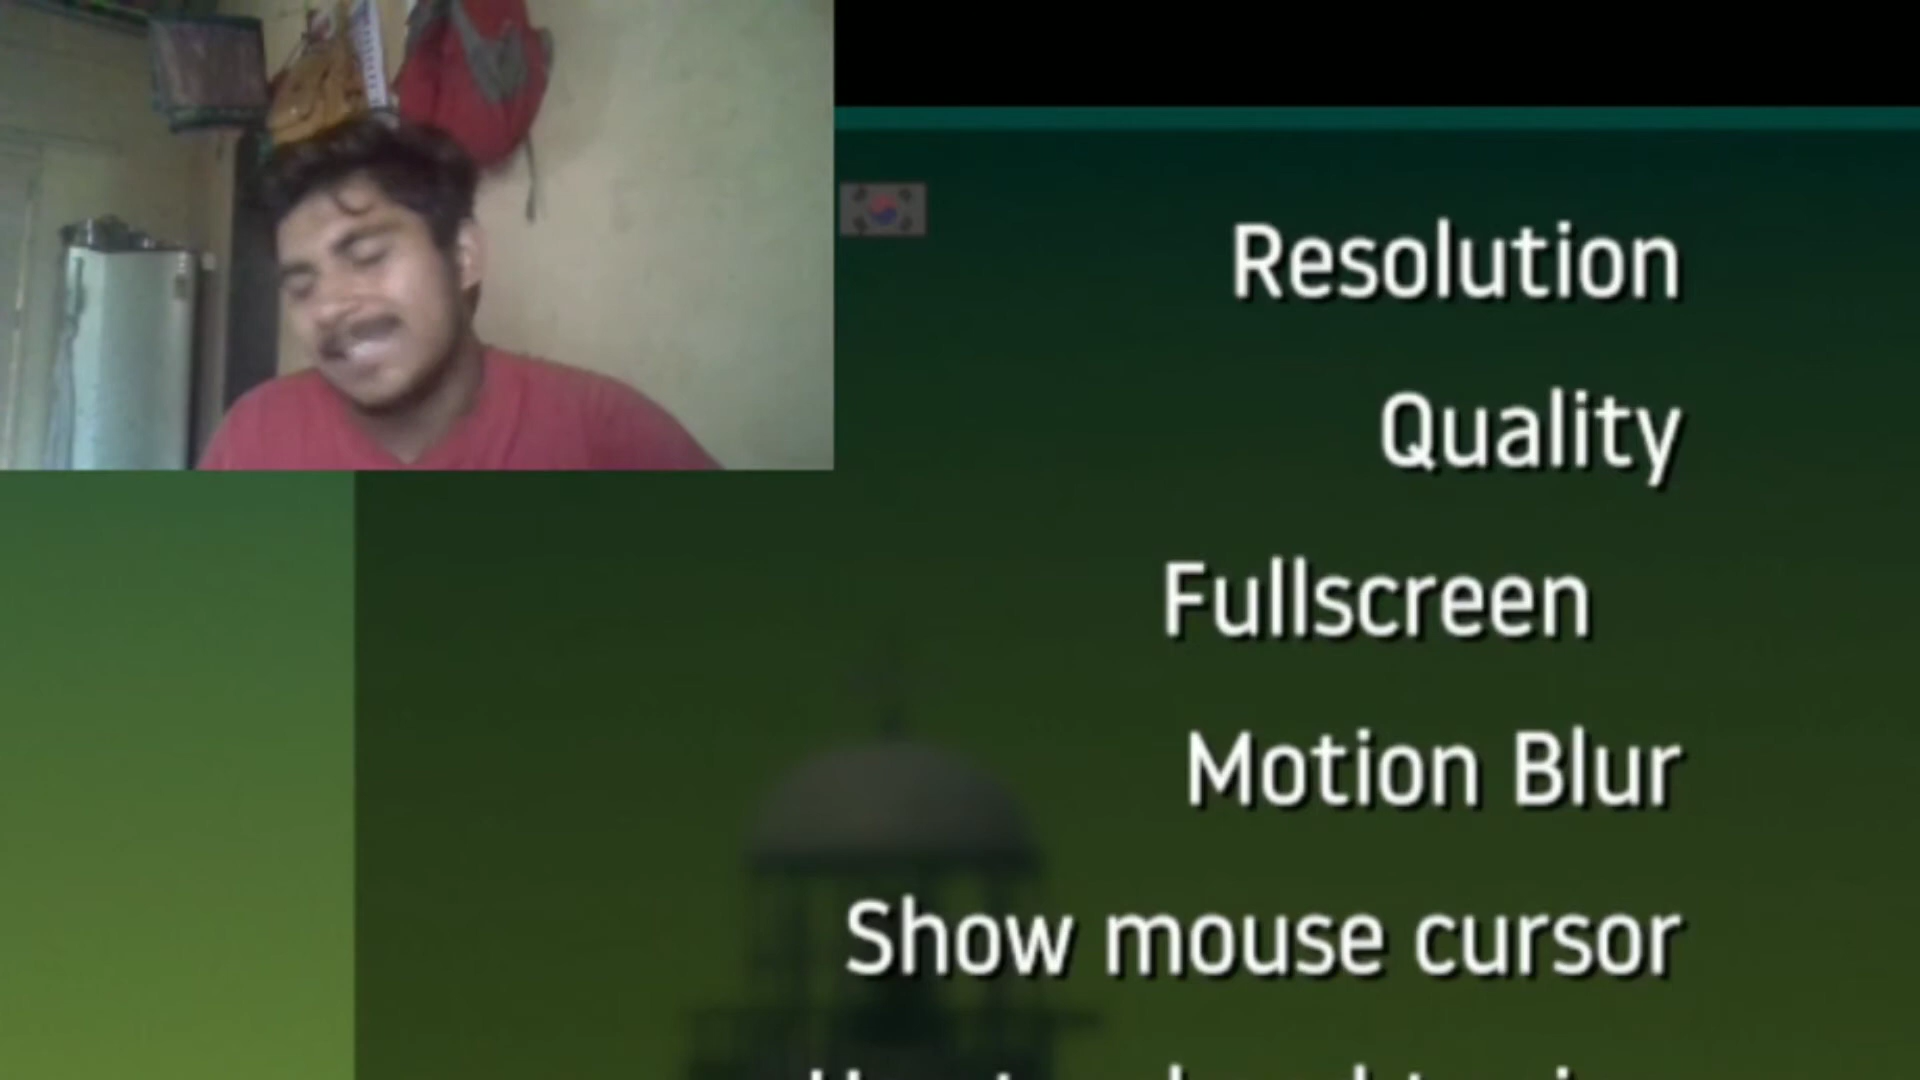 Resolution
Quality
Fullscreen
Motion Blur
Show mouse cursor